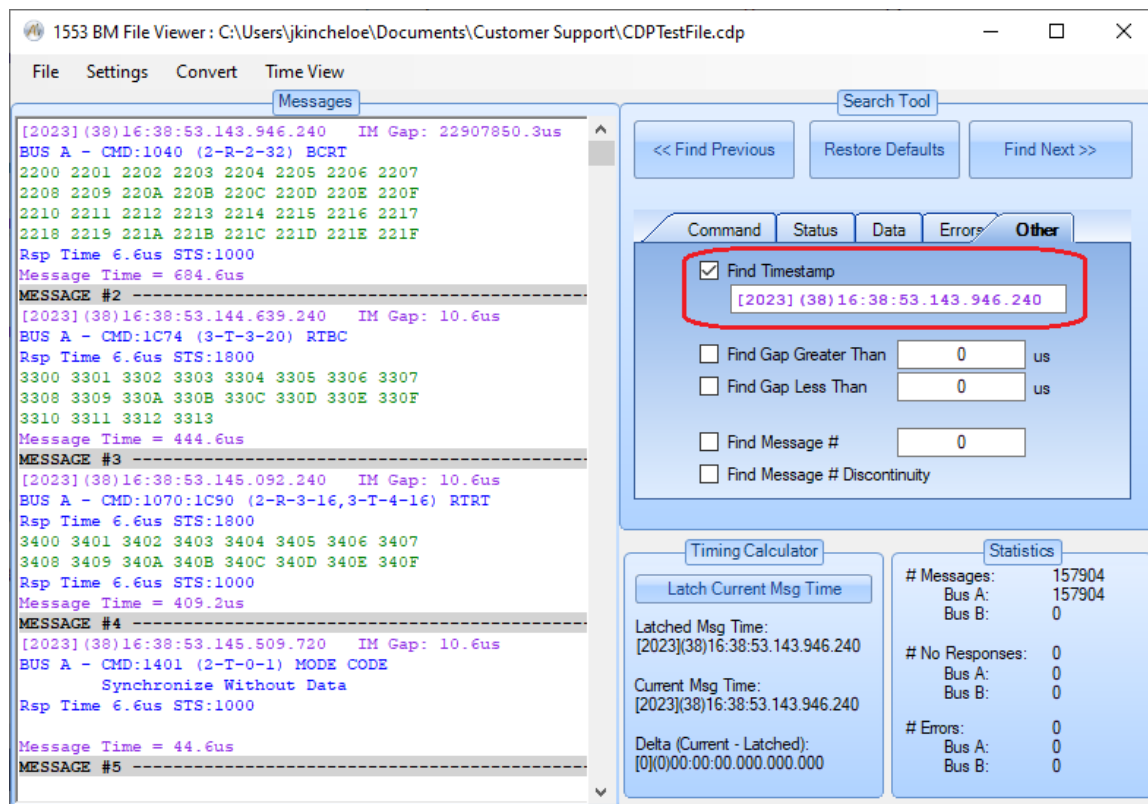 1553 BM File Viewer : C:\Users\jkincheloe\Documents\Customer Support\CDPTestFile.cdp
File Settings Convert Time View
Messages
[2023](38)16:38:53.143.946.240 IM Gap: 22907850.3us
BUS A - CMD:1040 (2-R-2-32) BCRT
2200 2201 2202 2203 2204 2205 2206 2207
2208 2209 220A 220B 220C 220D 220E 220F
2210 2211 2212 2213 2214 2215 2216 2217
2218 2219 221A 221B 221C 221D 221E 221F
Rsp Time 6.6us STS:1000
Message Time = 684.6us
MESSAGE #2 ------------------------------------------------
[2023](38)16:38:53.144.639.240 IM Gap: 10.6us
BUS A - CMD:1C74 (3-T-3-20) RTBC
Rsp Time 6.6us STS:1800
3300 3301 3302 3303 3304 3305 3306 3307
3308 3309 330A 330B 330C 330D 330E 330F
3310 3311 3312 3313
Message Time = 444.6us
MESSAGE #3 ------------------------------------------------
[2023](38)16:38:53.145.092.240 IM Gap: 10.6us
BUS A - CMD:1070:1C90 (2-R-3-16,3-T-4-16) RTRT
Rsp Time 6.6us STS:1800
3400 3401 3402 3403 3404 3405 3406 3407
3408 3409 340A 340B 340C 340D 340E 340F
Rsp Time 6.6us STS:1000
Message Time = 409.2us
MESSAGE #4 ------------------------------------------------
[2023](38)16:38:53.145.509.720 IM Gap: 10.6us
BUS A - CMD:1401 (2-T-0-1) MODE CODE
Synchronize Without Data
Rsp Time 6.6us STS:1000
Message Time = 44.6us
MESSAGE #5 ------------------------------------------------
Search Tool
<< Find Previous Restore Defaults Find Next >>
Command Status Data Errors Other
Find Timestamp
[2023](38)16:38:53.143.946.240
Find Gap Greater Than 0 us
Find Gap Less Than 0 us
Find Message # 0
Find Message # Discontinuity
Timing Calculator
Latch Current Msg Time
Latched Msg Time:
[2023](38)16:38:53.143.946.240
Current Msg Time:
[2023](38)16:38:53.143.946.240
Delta (Current - Latched):
[0](0)00:00:00.000.000.000
Statistics
# Messages: 157904
Bus A: 157904
Bus B: 0
# No Responses: 0
Bus A: 0
Bus B: 0
# Errors: 0
Bus A: 0
Bus B: 0